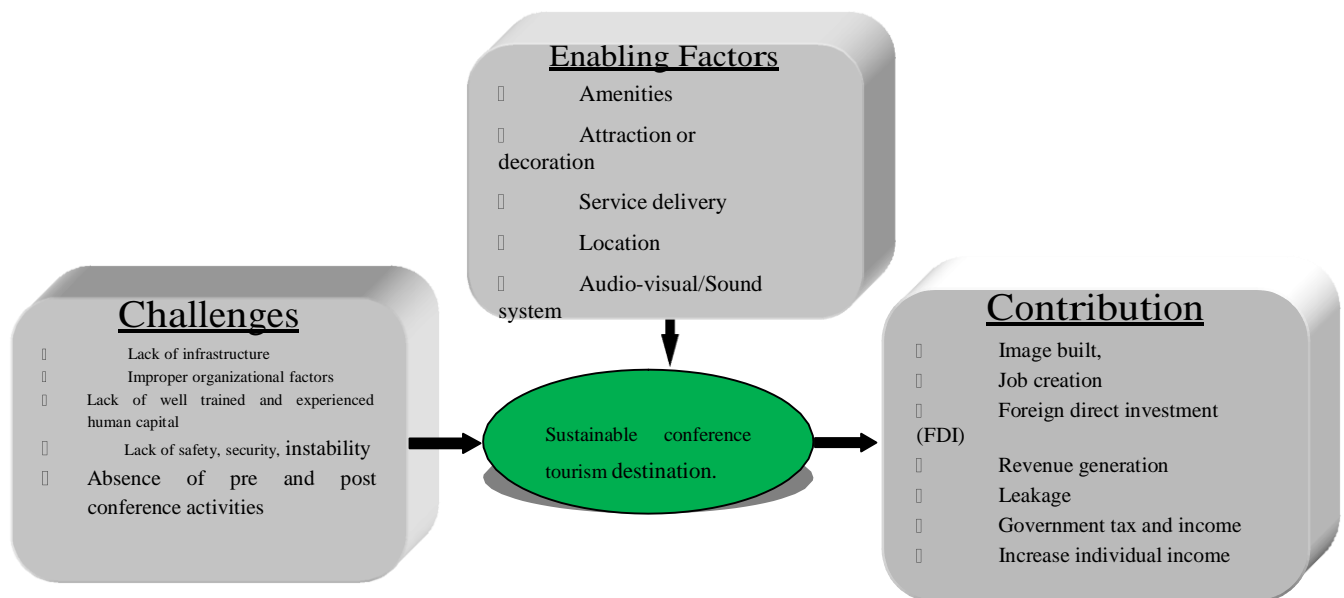 Enabling Factors
▯ Amenities
▯ Attraction or
decoration
▯ Service delivery
▯ Location
▯ Audio-visual/Sound
system
Challenges
▯ Lack of infrastructure
▯ Improper organizational factors
▯ Lack of well trained and experienced
human capital
▯ Lack of safety, security, instability
▯ Absence of pre and post
conference activities
Sustainable conference
tourism destination.
Contribution
▯ Image built,
▯ Job creation
▯ Foreign direct investment
(FDI)
▯ Revenue generation
▯ Leakage
▯ Government tax and income
▯ Increase individual income